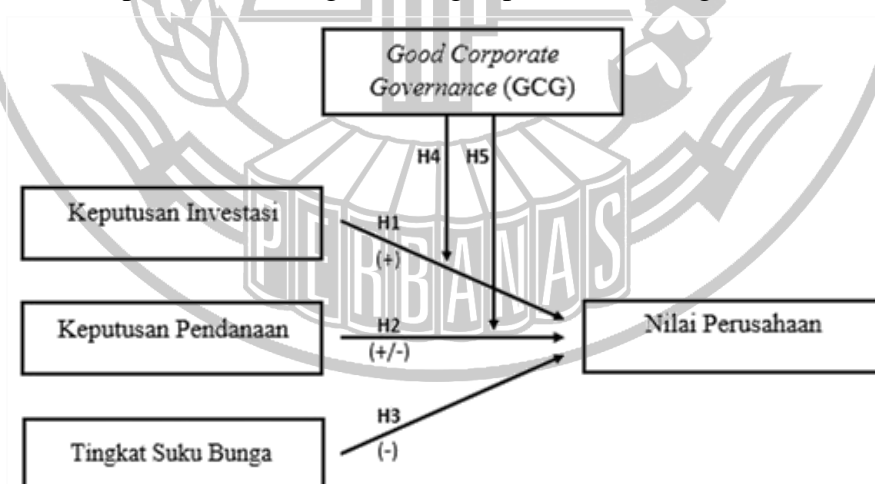 Good Corporate
Governance (GCG)
H4 H5
Keputusan Investasi
H1
(+)
PERBANAS
Keputusan Pendanaan
H2
(+/-)
Nilai Perusahaan
H3
(-)
Tingkat Suku Bunga